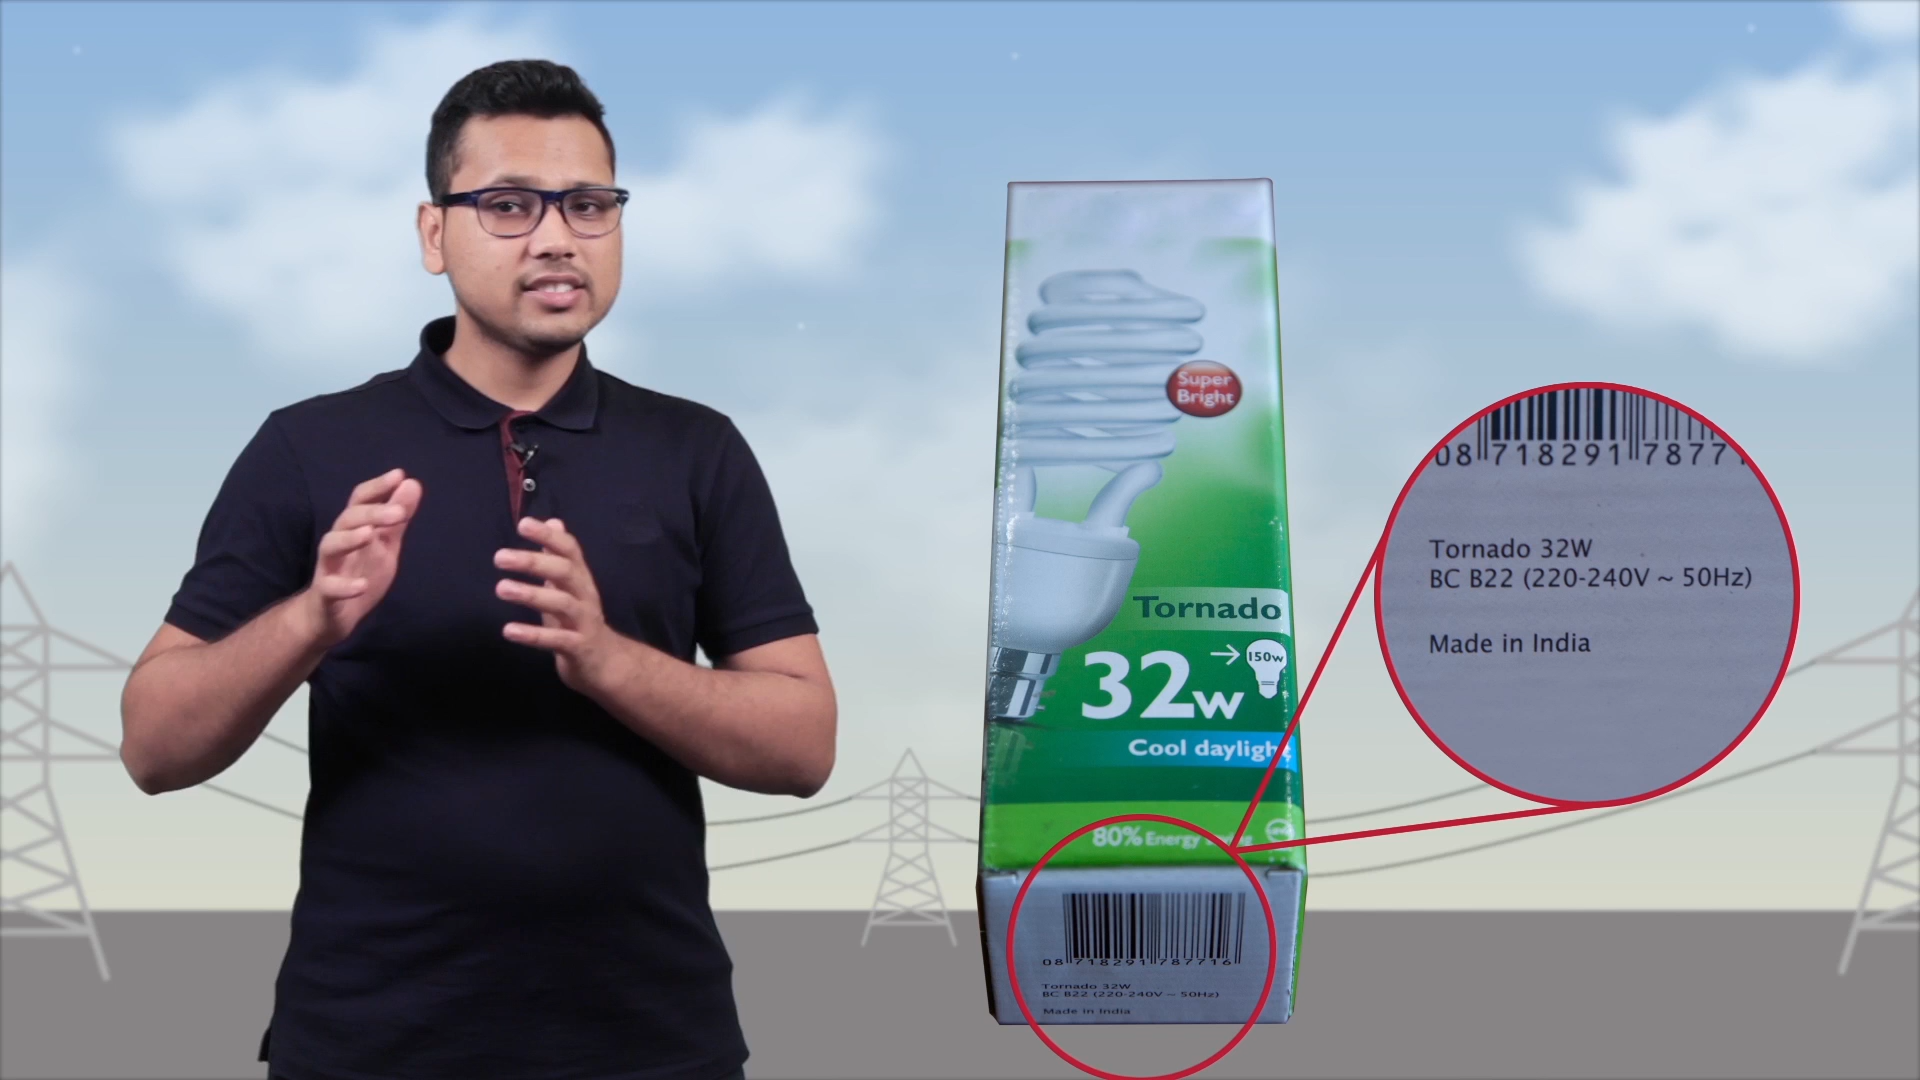 Super
Bright
Tornado
32w
150w
Cool daylight
80% Energy Saving
08 718291 787716
Tornado 32W
BC B22 (220-240V ~ 50Hz)
Made in India
08 718291 7877
Tornado 32W
BC B22 (220-240V ~ 50Hz)
Made in India